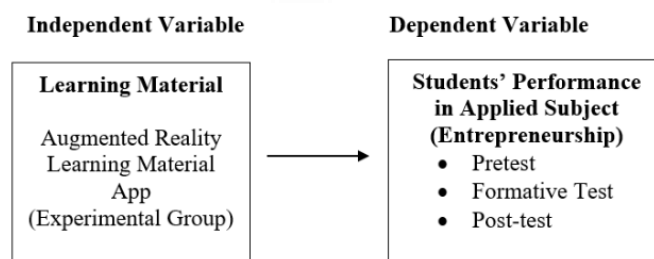 Independent Variable
Dependent Variable
Learning Material
Augmented Reality
Learning Material
App
(Experimental Group)
Students’ Performance
in Applied Subject
(Entrepreneurship)
• Pretest
• Formative Test
• Post-test